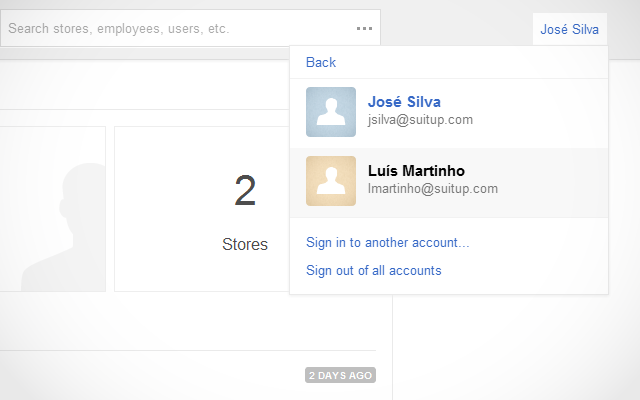 Search stores, employees, users, etc.
José Silva
Back
José Silva
jsilva@suitup.com
Luís Martinho
lmartinho@suitup.com
2
Stores
Sign in to another account...
Sign out of all accounts
2 DAYS AGO